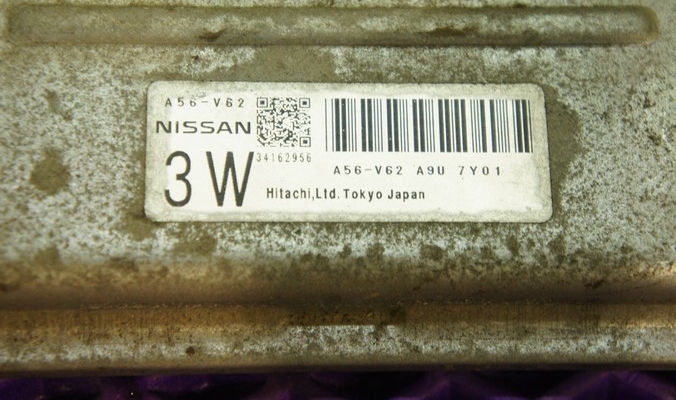 A56-V62
NISSAN
34162956
3W
A56-V62 A9U 7Y01
Hitachi,Ltd. Tokyo Japan